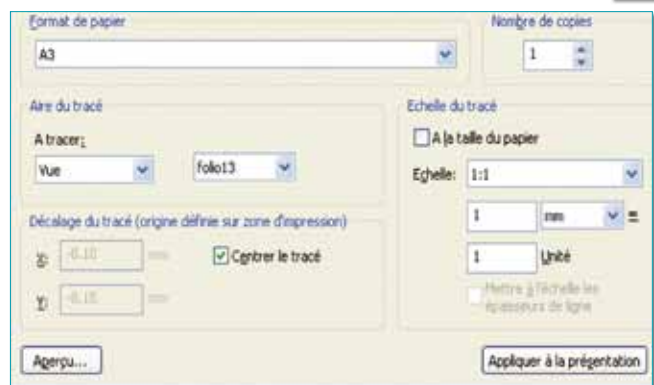 Format de papier
A3
Nombre de copies
1
Aire du tracé
A tracer:
Vue
folio13
Décalage du tracé (origine définie sur zone d'impression)
X: -0.10 mm
Centrer le tracé
Y: -0.15 mm
Echelle du tracé
A la taille du papier
Echelle: 1:1
1 mm =
1 Unité
Mettre à l'échelle les
épaisseurs de ligne
Aperçu...
Appliquer à la présentation